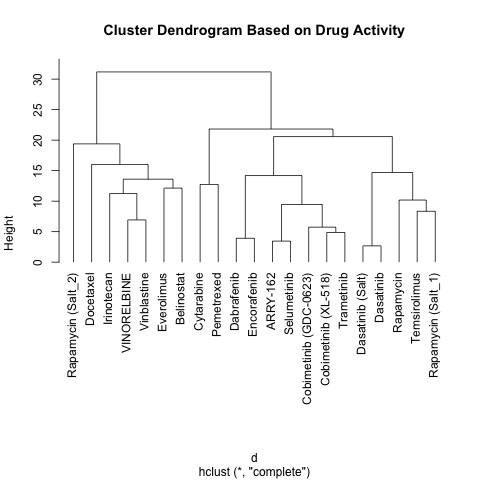 Cluster Dendrogram Based on Drug Activity
Height
30
25
20
15
10
5
0
Rapamycin (Salt_2)
Docetaxel
Irinotecan
VINORELBINE
Vinblastine
Everolimus
Belinostat
Cytarabine
Pemetrexed
Dabrafenib
Encorafenib
ARRY-162
Selumetinib
Cobimetinib (GDC-0623)
Cobimetinib (XL-518)
Trametinib
Dasatinib (Salt)
Dasatinib
Rapamycin
Temsirolimus
Rapamycin (Salt_1)
d
hclust (*, "complete")